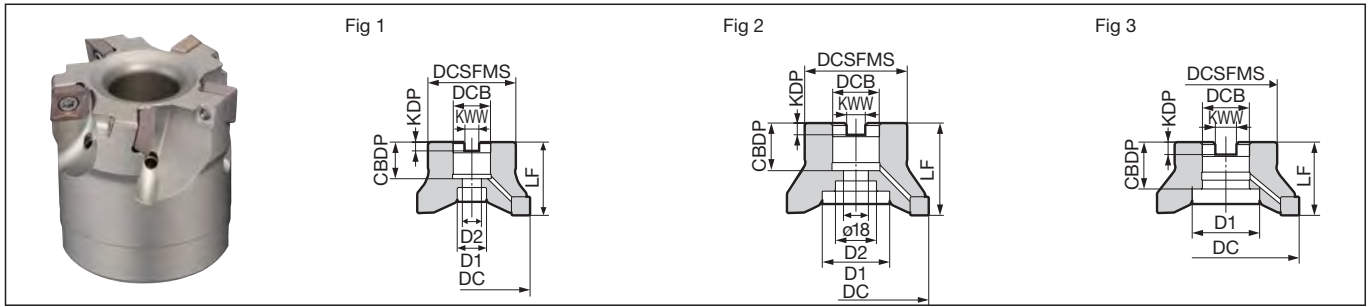 Fig 1
DCSFMS
DCB
KWW
KDP
CBDP
LF
D2
D1
DC
Fig 2
DCSFMS
DCB
KWW
KDP
CBDP
LF
ø18
D2
D1
DC
Fig 3
DCSFMS
DCB
KWW
KDP
CBDP
LF
D1
DC